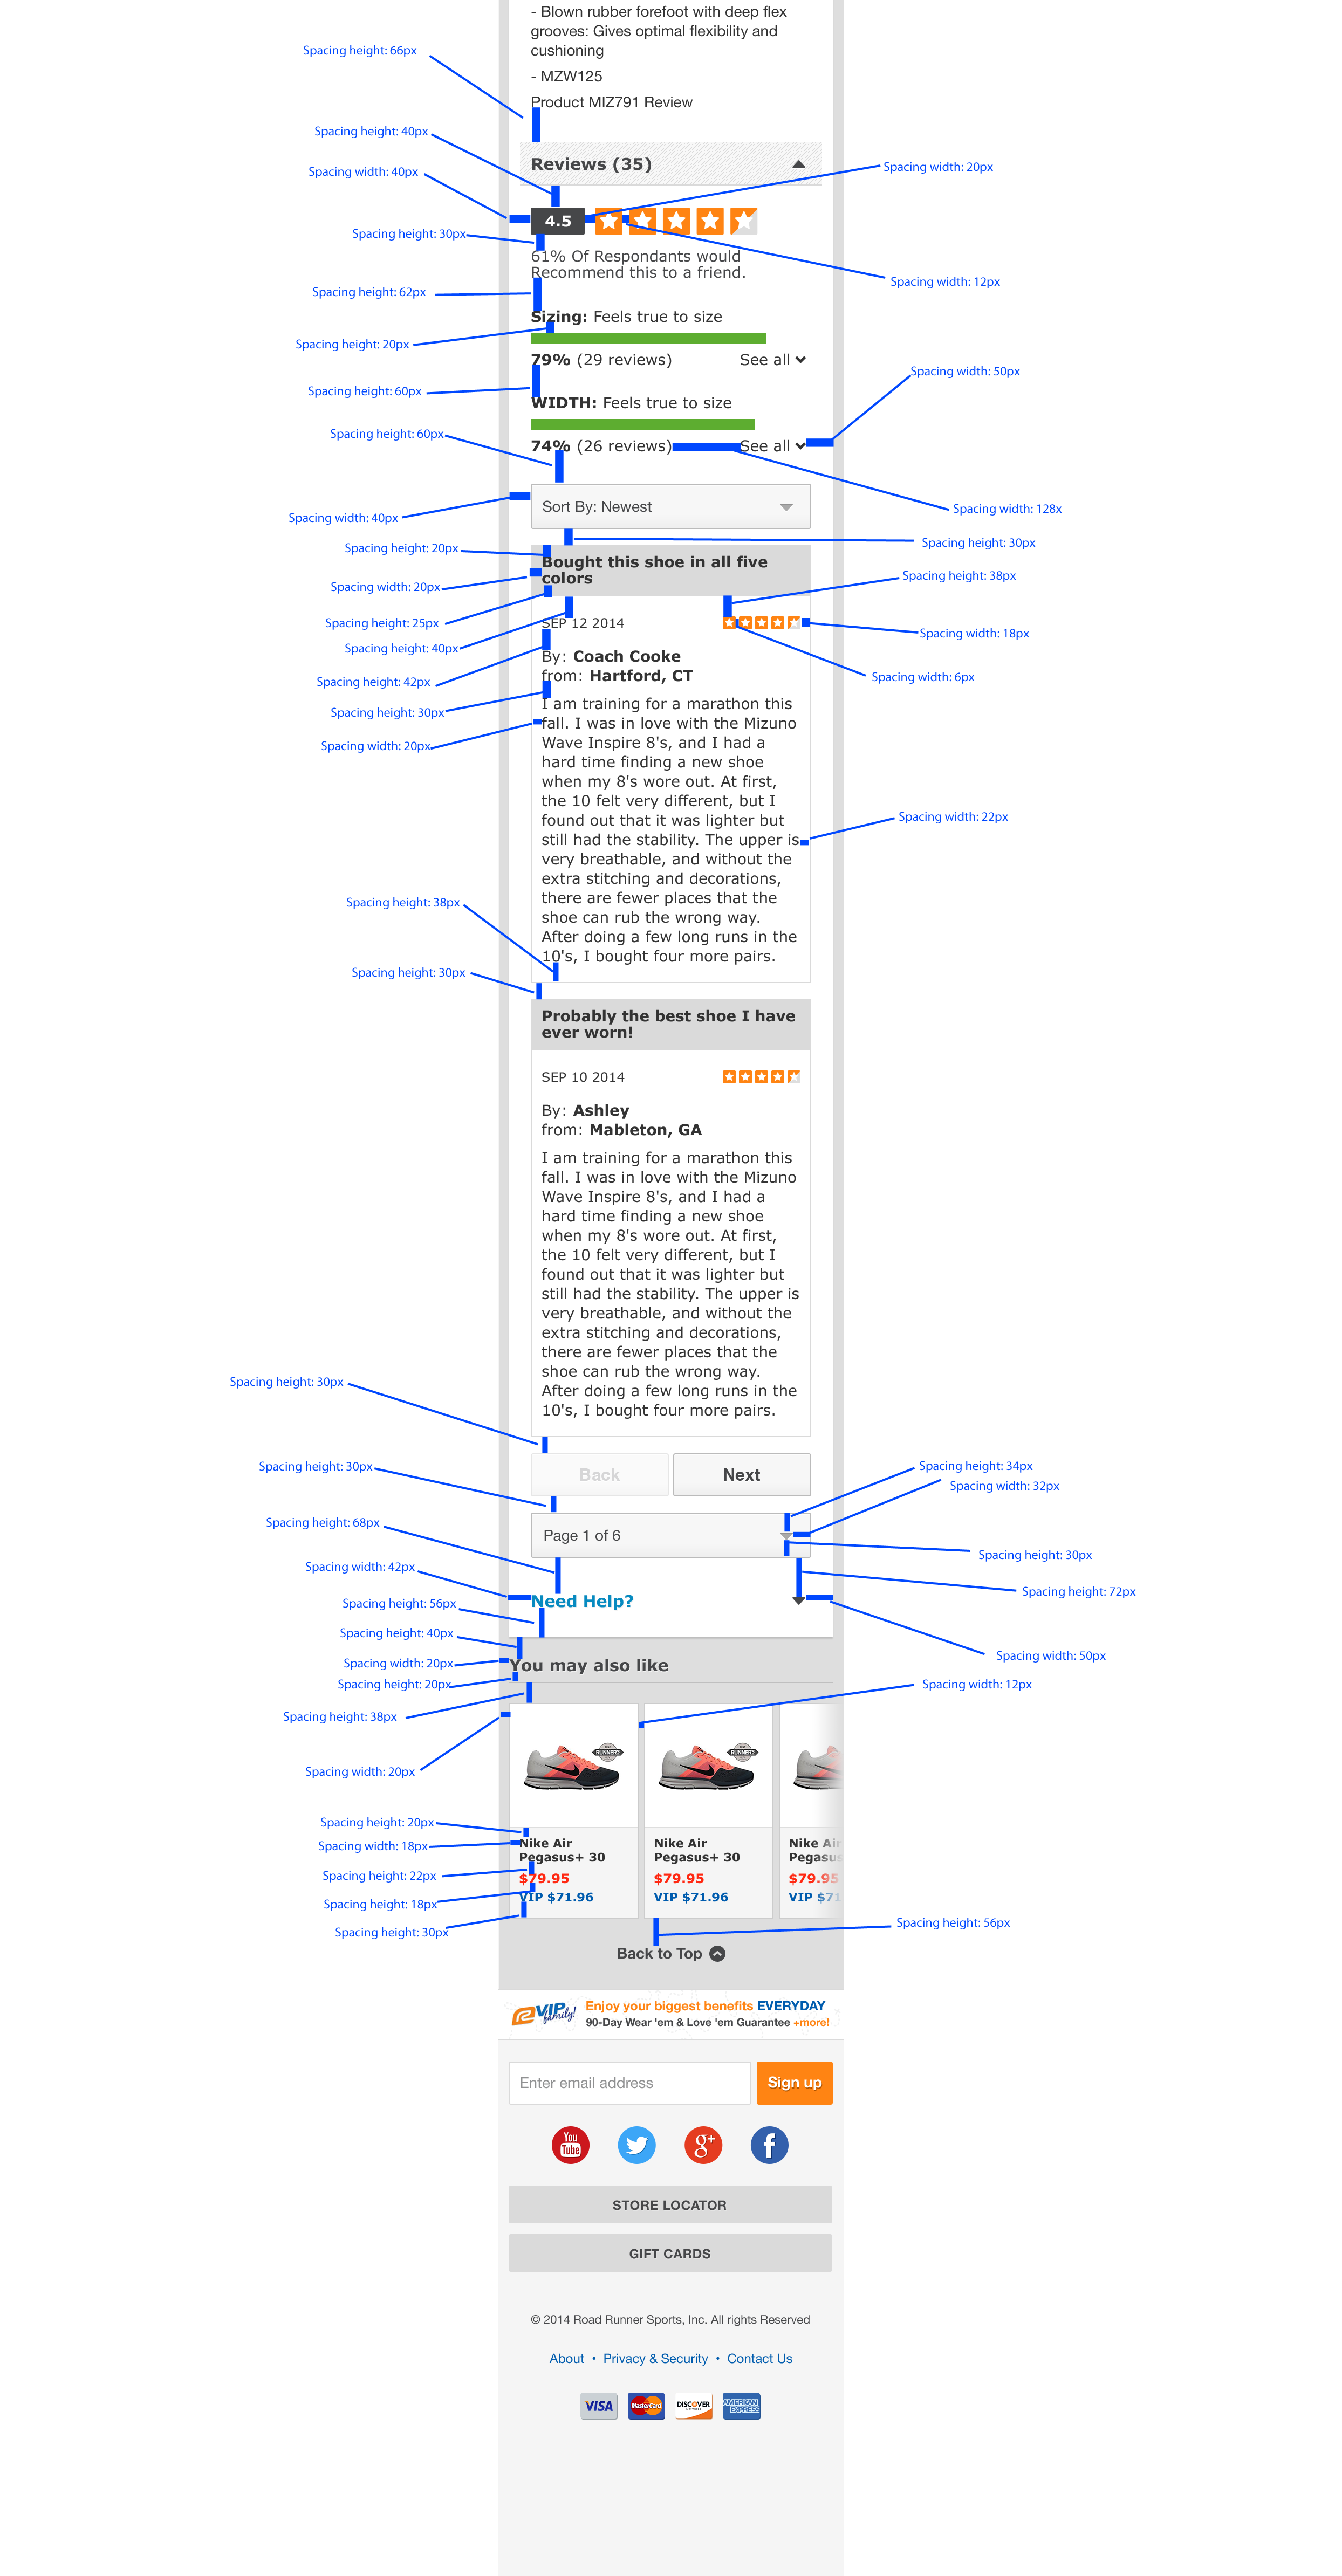 - Blown rubber forefoot with deep flex
grooves: Gives optimal flexibility and
cushioning
Spacing height: 66px
- MZW125
Product MIZ791 Review
Spacing height: 40px
Reviews (35)
Spacing width: 20px
Spacing width: 40px
4.5
Spacing height: 30px
61% Of Respondants would
Recommend this to a friend.
Spacing width: 12px
Spacing height: 62px
Sizing: Feels true to size
Spacing height: 20px
79% (29 reviews) See all
Spacing width: 50px
Spacing height: 60px
WIDTH: Feels true to size
Spacing height: 60px
74% (26 reviews) See all
Sort By: Newest
Spacing width: 128x
Spacing width: 40px
Spacing height: 30px
Spacing height: 20px
Bought this shoe in all five
colors
Spacing height: 38px
Spacing width: 20px
Spacing height: 25px
SEP 12 2014
Spacing width: 18px
Spacing height: 40px
By: Coach Cooke
from: Hartford, CT
Spacing width: 6px
Spacing height: 42px
Spacing height: 30px
Spacing width: 20px
I am training for a marathon this
fall. I was in love with the Mizuno
Wave Inspire 8's, and I had a
hard time finding a new shoe
when my 8's wore out. At first,
the 10 felt very different, but I
found out that it was lighter but
still had the stability. The upper is
very breathable, and without the
extra stitching and decorations,
there are fewer places that the
shoe can rub the wrong way.
After doing a few long runs in the
10's, I bought four more pairs.
Spacing width: 22px
Spacing height: 38px
Spacing height: 30px
Probably the best shoe I have
ever worn!
SEP 10 2014
By: Ashley
from: Mableton, GA
I am training for a marathon this
fall. I was in love with the Mizuno
Wave Inspire 8's, and I had a
hard time finding a new shoe
when my 8's wore out. At first,
the 10 felt very different, but I
found out that it was lighter but
still had the stability. The upper is
very breathable, and without the
extra stitching and decorations,
there are fewer places that the
shoe can rub the wrong way.
After doing a few long runs in the
10's, I bought four more pairs.
Spacing height: 30px
Back Next
Spacing height: 30px
Spacing height: 34px
Spacing width: 32px
Page 1 of 6
Spacing height: 68px
Spacing height: 30px
Spacing width: 42px
Spacing height: 72px
Need Help?
Spacing height: 56px
Spacing height: 40px
Spacing width: 50px
Spacing width: 20px
You may also like
Spacing height: 20px
Spacing width: 12px
Spacing height: 38px
Spacing width: 20px
RUNNERS RUNNERS
Spacing height: 20px
Spacing width: 18px
Nike Air Nike Air Nike Air
Pegasus+ 30 Pegasus+ 30 Pegasus
Spacing height: 22px
$79.95 $79.95 $79.95
VIP $71.96 VIP $71.96 VIP $71
Spacing height: 18px
Spacing height: 30px
Spacing height: 56px
Back to Top
VIP family!
Enjoy your biggest benefits EVERYDAY
90-Day Wear 'em & Love 'em Guarantee +more!
Enter email address Sign up
You Tube g+ f
STORE LOCATOR
GIFT CARDS
© 2014 Road Runner Sports, Inc. All rights Reserved
About • Privacy & Security • Contact Us
VISA MasterCard DISCOVER AMERICAN EXPRESS